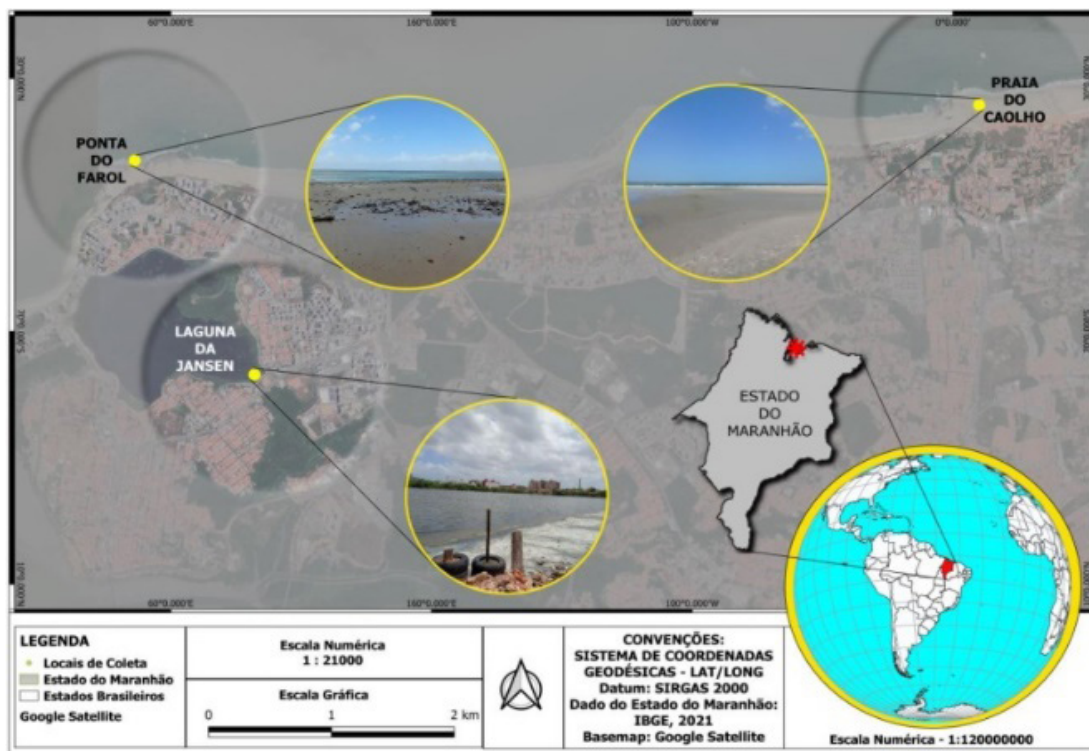 60°0.000'E
160°0.000'E
100°0.000'W
0°0.000'
PRAIA
DO
CAOLHO
PONTA
DO
FAROL
LAGUNA
DA
JANSEN
ESTADO
DO
MARANHÃO
60°0.000'E
160°0.000'E
100°0.000'W
LEGENDA
Locais de Coleta
Estado do Maranhão
Estados Brasileiros
Google Satellite
Escala Numérica
1 : 21000
Escala Gráfica
0 1 2 km
CONVENÇÕES:
SISTEMA DE COORDENADAS
GEODÉSICAS - LAT/LONG
Datum: SIRGAS 2000
Dado do Estado do Maranhão:
IBGE, 2021
Basemap: Google Satellite
Escala Numérica - 1:120000000